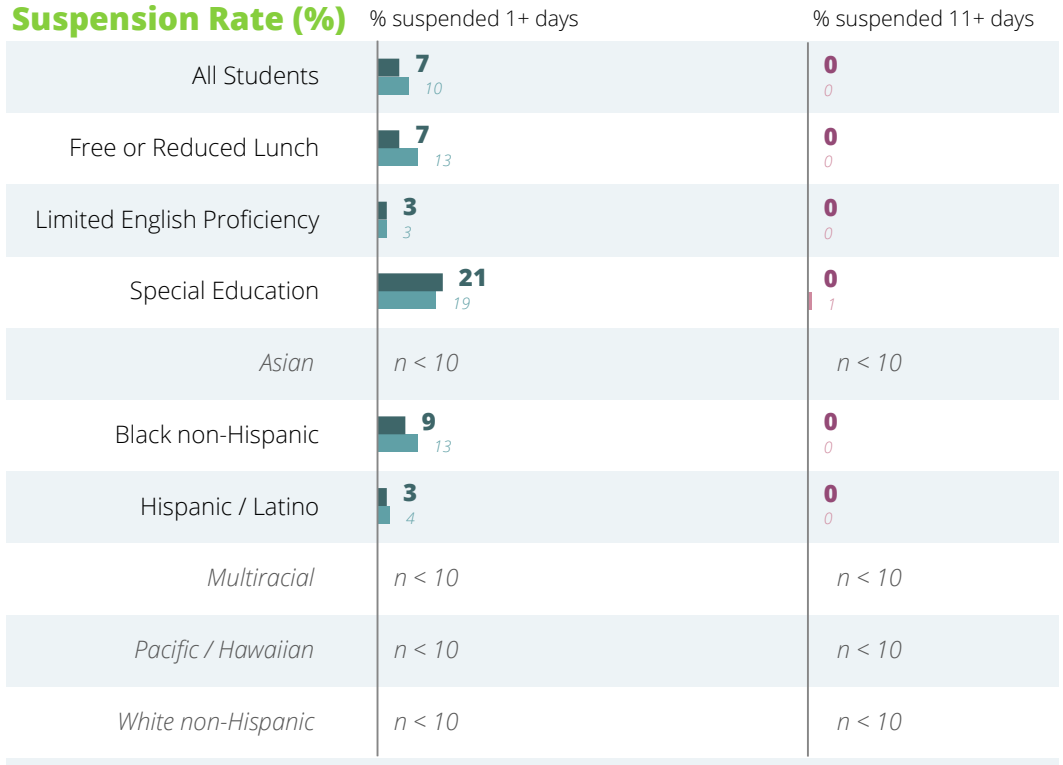 Suspension Rate (%) % suspended 1+ days % suspended 11+ days
All Students 7 0
10 0
Free or Reduced Lunch 7 0
13 0
Limited English Proficiency 3 0
3 0
Special Education 21 0
19 1
Asian n < 10 n < 10
Black non-Hispanic 9 0
13 0
Hispanic / Latino 3 0
4 0
Multiracial n < 10 n < 10
Pacific / Hawaiian n < 10 n < 10
White non-Hispanic n < 10 n < 10